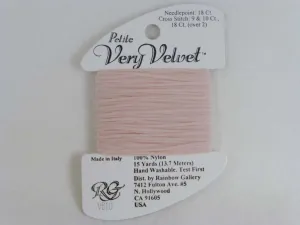 Needlepoint: 18 Ct.
Cross Stitch: 9 & 10 Ct.,
18 Ct. (over 2)
Petite
Very Velvet™
Made in Italy
100% Nylon
15 Yards (13.7 Meters)
Hand Washable. Test First
Dist. by Rainbow Gallery
7412 Fulton Ave. #5
N. Hollywood
CA 91605
USA
RG